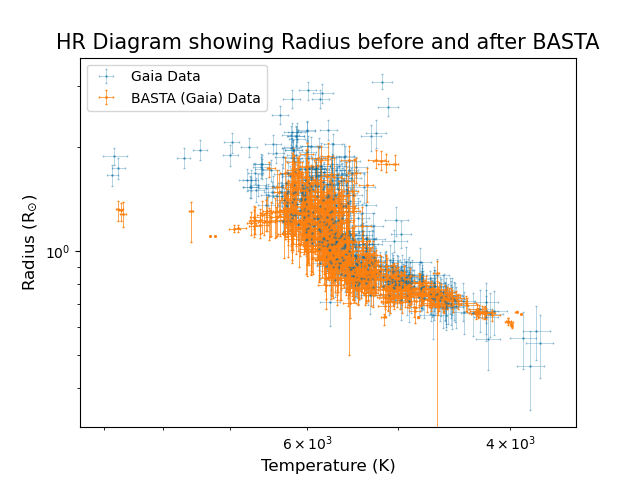 HR Diagram showing Radius before and after BASTA
Gaia Data
BASTA (Gaia) Data
Radius (R☉)
10⁰
6 × 10³
4 × 10³
Temperature (K)